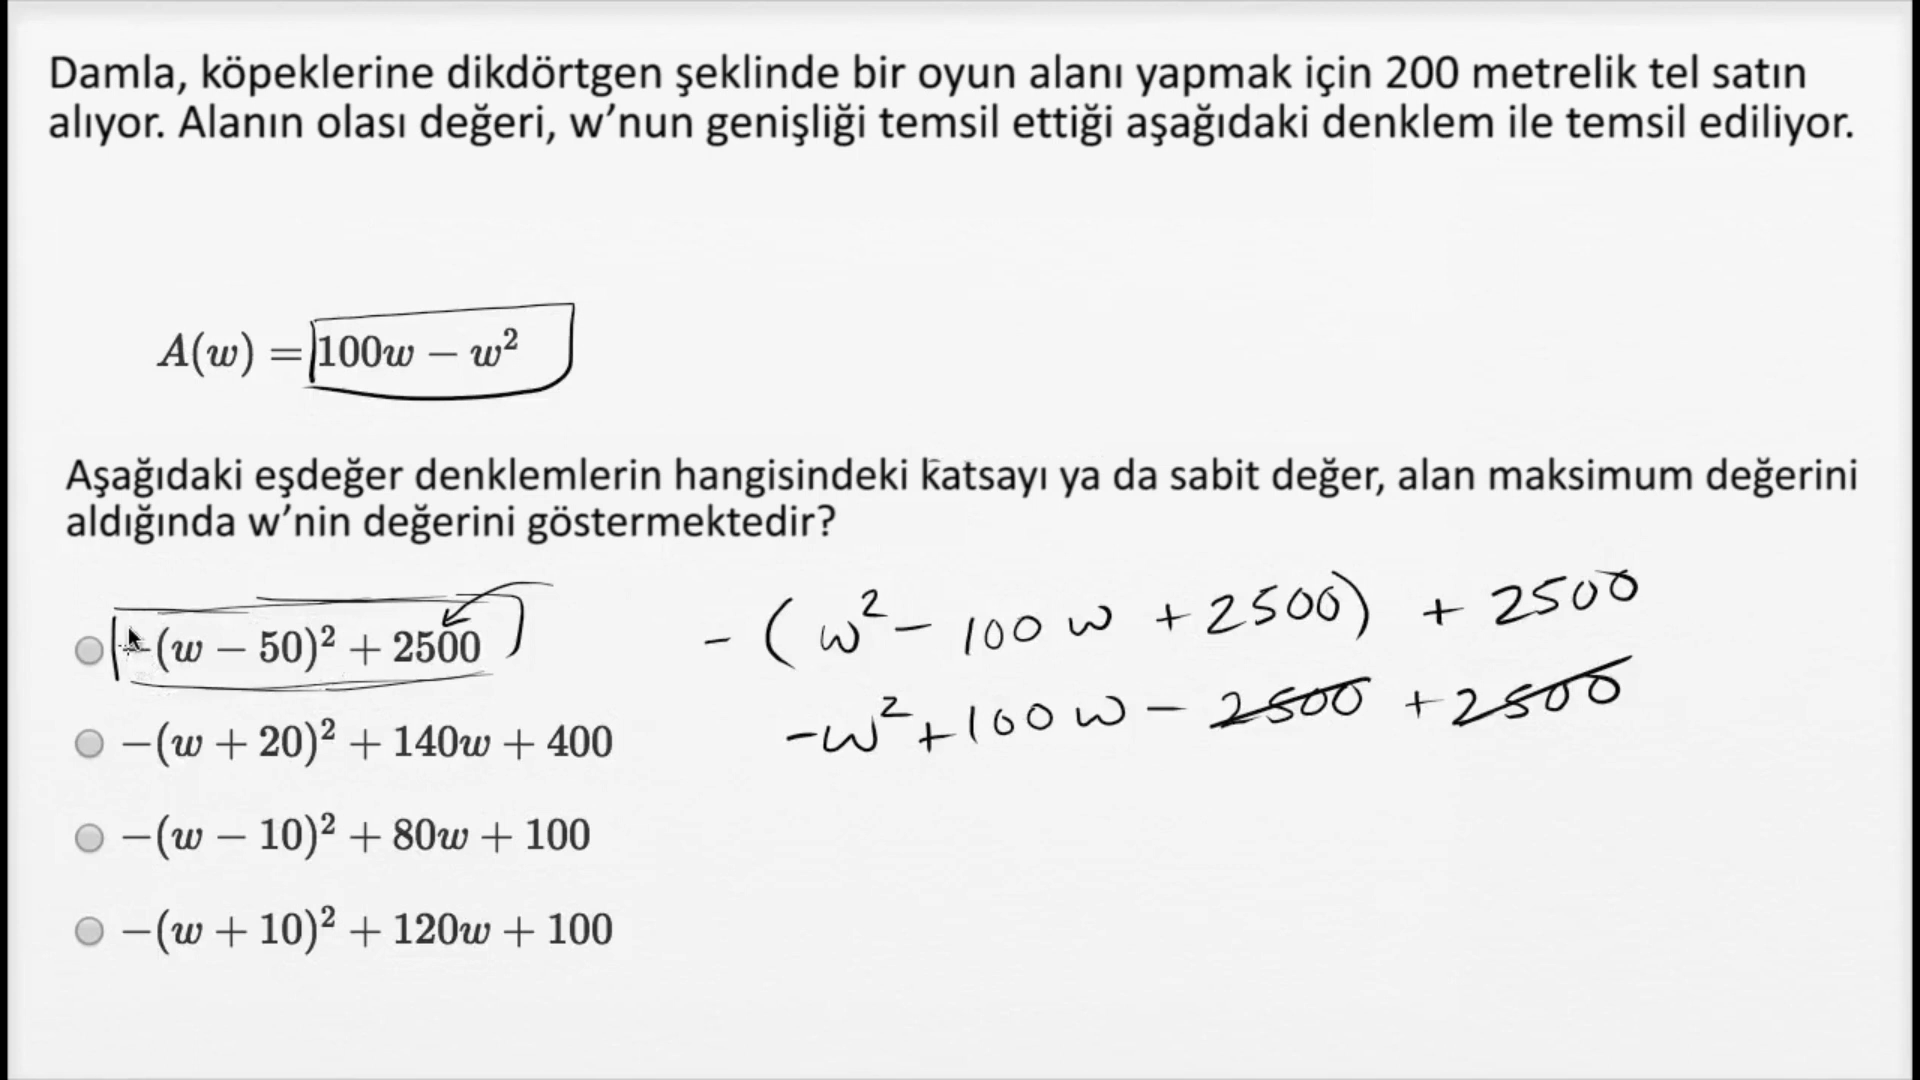 Damla, köpeklerine dikdörtgen şeklinde bir oyun alanı yapmak için 200 metrelik tel satın
alıyor. Alanın olası değeri, w’nun genişliği temsil ettiği aşağıdaki denklem ile temsil ediliyor.
A(w) = 100w − w²
Aşağıdaki eşdeğer denklemlerin hangisindeki katsayı ya da sabit değer, alan maksimum değerini
aldığında w’nin değerini göstermektedir?
−(w − 50)² + 2500
−(w + 20)² + 140w + 400
−(w − 10)² + 80w + 100
−(w + 10)² + 120w + 100
−(w² − 100w + 2500) + 2500
−w² + 100w − 2500 + 2500